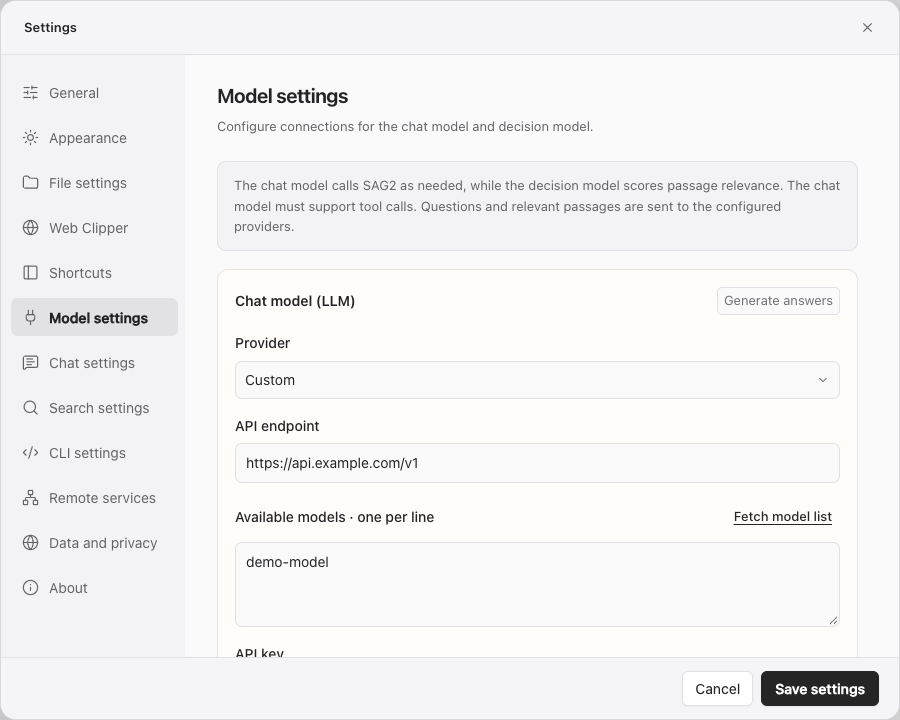 Settings
General
Appearance
File settings
Web Clipper
Shortcuts
Model settings
Chat settings
Search settings
CLI settings
Remote services
Data and privacy
About
Model settings
Configure connections for the chat model and decision model.
The chat model calls SAG2 as needed, while the decision model scores passage relevance. The chat
model must support tool calls. Questions and relevant passages are sent to the configured
providers.
Chat model (LLM)
Generate answers
Provider
Custom
API endpoint
https://api.example.com/v1
Available models · one per line
Fetch model list
demo-model
API key
Cancel
Save settings